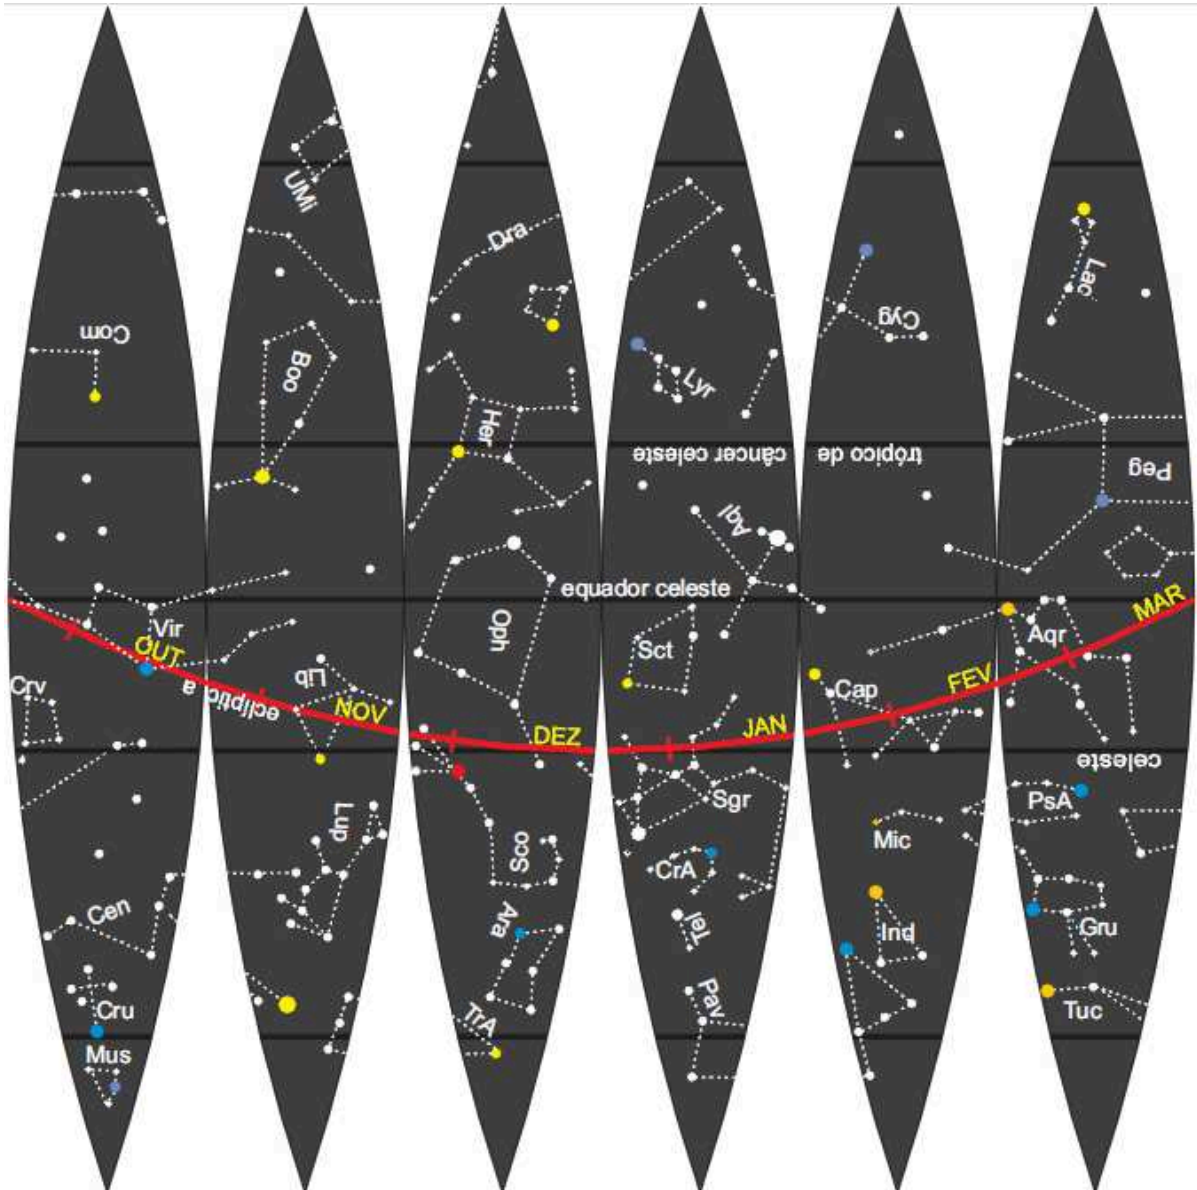 UMi
Com
Boo
Crv
Vir
OUT
eclíptica
Lib
NOV
Lup
Cen
Cru
Mus
Dra
Her
Oph
DEZ
Sco
Ara
TrA
Lyr
câncer celeste
Aql
equador celeste
Sct
JAN
Sgr
CrA
Tel
Pav
Cyg
trópico de
Cap
FEV
Mic
Ind
Lac
Peg
MAR
Aqr
celeste
PsA
Gru
Tuc